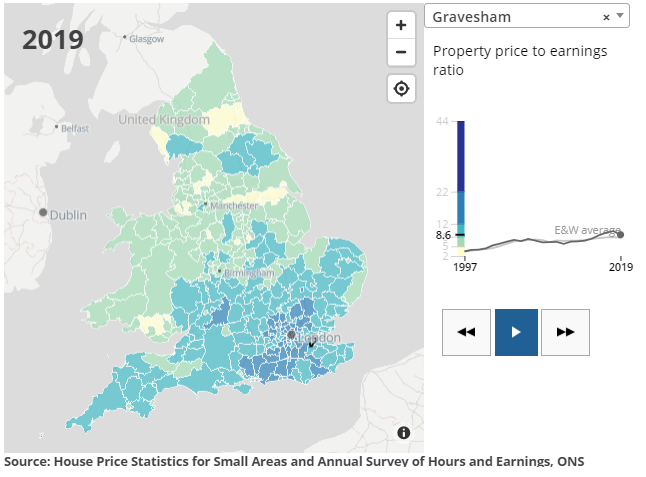 2019
Glasgow
United Kingdom
Belfast
Dublin
Manchester
Birmingham
London
+
−
Gravesham × ▼
Property price to earnings
ratio
44
22
12
8.6
5
2
E&W average
1997 2019
Source: House Price Statistics for Small Areas and Annual Survey of Hours and Earnings, ONS